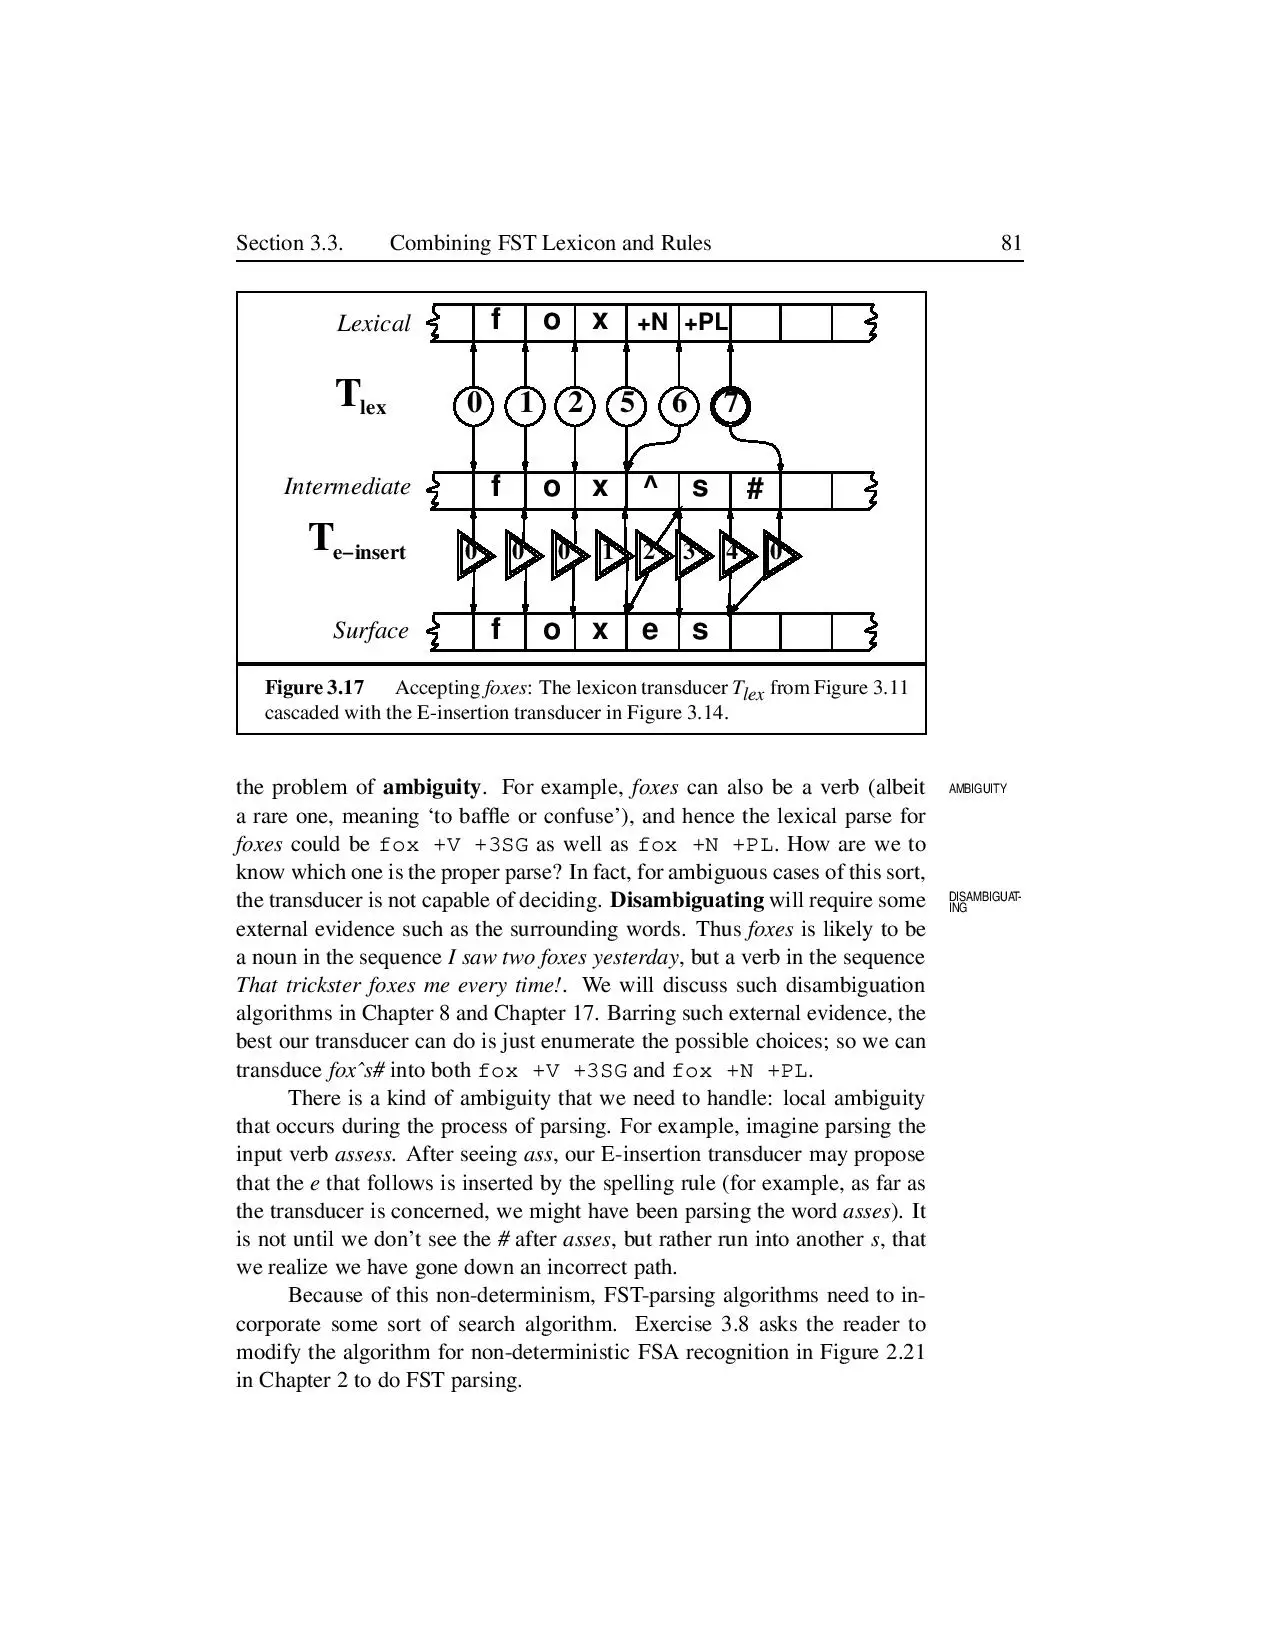 Section 3.3. Combining FST Lexicon and Rules 81
Lexical f o x +N +PL
Tlex 0 1 2 5 6 7
Intermediate f o x ^ s #
Te–insert 0 0 0 1 2 3 4 0
Surface f o x e s
Figure 3.17 Accepting foxes: The lexicon transducer Tlex from Figure 3.11
cascaded with the E-insertion transducer in Figure 3.14.
the problem of ambiguity. For example, foxes can also be a verb (albeit
AMBIGUITY
a rare one, meaning ‘to baffle or confuse’), and hence the lexical parse for
foxes could be fox +V +3SG as well as fox +N +PL. How are we to
know which one is the proper parse? In fact, for ambiguous cases of this sort,
the transducer is not capable of deciding. Disambiguating will require some
DISAMBIGUAT-
ING
external evidence such as the surrounding words. Thus foxes is likely to be
a noun in the sequence I saw two foxes yesterday, but a verb in the sequence
That trickster foxes me every time!. We will discuss such disambiguation
algorithms in Chapter 8 and Chapter 17. Barring such external evidence, the
best our transducer can do is just enumerate the possible choices; so we can
transduce foxˆs# into both fox +V +3SG and fox +N +PL.
There is a kind of ambiguity that we need to handle: local ambiguity
that occurs during the process of parsing. For example, imagine parsing the
input verb assess. After seeing ass, our E-insertion transducer may propose
that the e that follows is inserted by the spelling rule (for example, as far as
the transducer is concerned, we might have been parsing the word asses). It
is not until we don’t see the # after asses, but rather run into another s, that
we realize we have gone down an incorrect path.
Because of this non-determinism, FST-parsing algorithms need to in-
corporate some sort of search algorithm. Exercise 3.8 asks the reader to
modify the algorithm for non-deterministic FSA recognition in Figure 2.21
in Chapter 2 to do FST parsing.